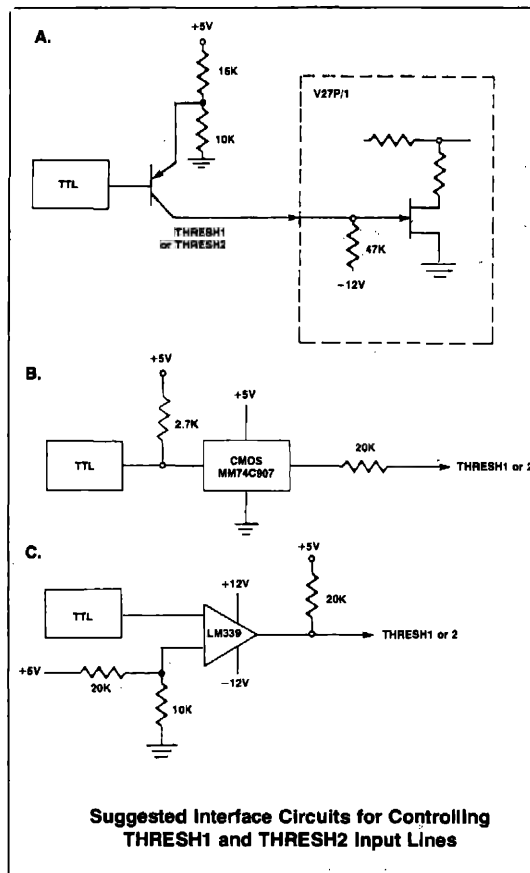 A.
+5V
15K
V27P/1
10K
TTL
THRESH1
or THRESH2
47K
−12V
B.
+5V
+5V
2.7K
TTL
CMOS
MM74C907
20K
THRESH1 or 2
C.
+5V
+12V
20K
TTL
LM339
THRESH1 or 2
+5V
20K
−12V
10K
Suggested Interface Circuits for Controlling
THRESH1 and THRESH2 Input Lines